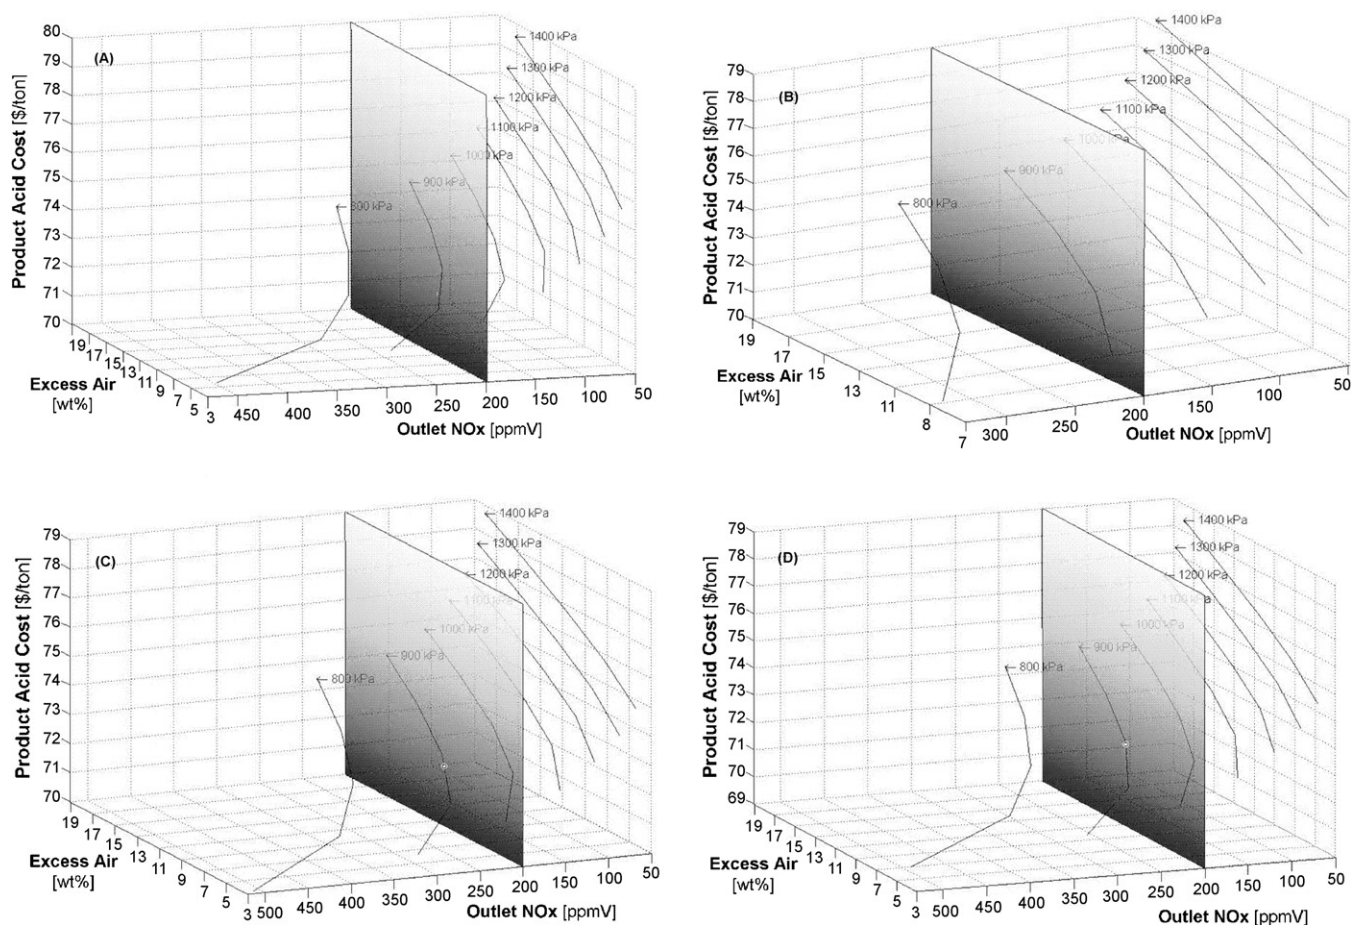 (A)
Product Acid Cost [$/ton]
80
79
78
77
76
75
74
73
72
71
70
← 1400 kPa
← 1300 kPa
← 1200 kPa
← 1100 kPa
← 1000 kPa
← 900 kPa
← 800 kPa
19
17
15
13
11
9
7
5
3
Excess Air
[wt%]
450 400 350 300 250 200 150 100 50
Outlet NOx [ppmV]
(B)
Product Acid Cost [$/ton]
79
78
77
76
75
74
73
72
71
70
← 1400 kPa
← 1300 kPa
← 1200 kPa
← 1100 kPa
← 1000 kPa
← 900 kPa
← 800 kPa
19
17
15
13
11
8
7
Excess Air
[wt%]
300 250 200 150 100 50
Outlet NOx [ppmV]
(C)
Product Acid Cost [$/ton]
79
78
77
76
75
74
73
72
71
70
← 1400 kPa
← 1300 kPa
← 1200 kPa
← 1100 kPa
← 1000 kPa
← 900 kPa
← 800 kPa
19
17
15
13
11
9
7
5
3
Excess Air
[wt%]
500 450 400 350 300 250 200 150 100 50
Outlet NOx [ppmV]
(D)
Product Acid Cost [$/ton]
79
78
77
76
75
74
73
72
71
70
69
← 1400 kPa
← 1300 kPa
← 1200 kPa
← 1100 kPa
← 1000 kPa
← 900 kPa
← 800 kPa
19
17
15
13
11
9
7
5
3
Excess Air
[wt%]
500 450 400 350 300 250 200 150 100 50
Outlet NOx [ppmV]